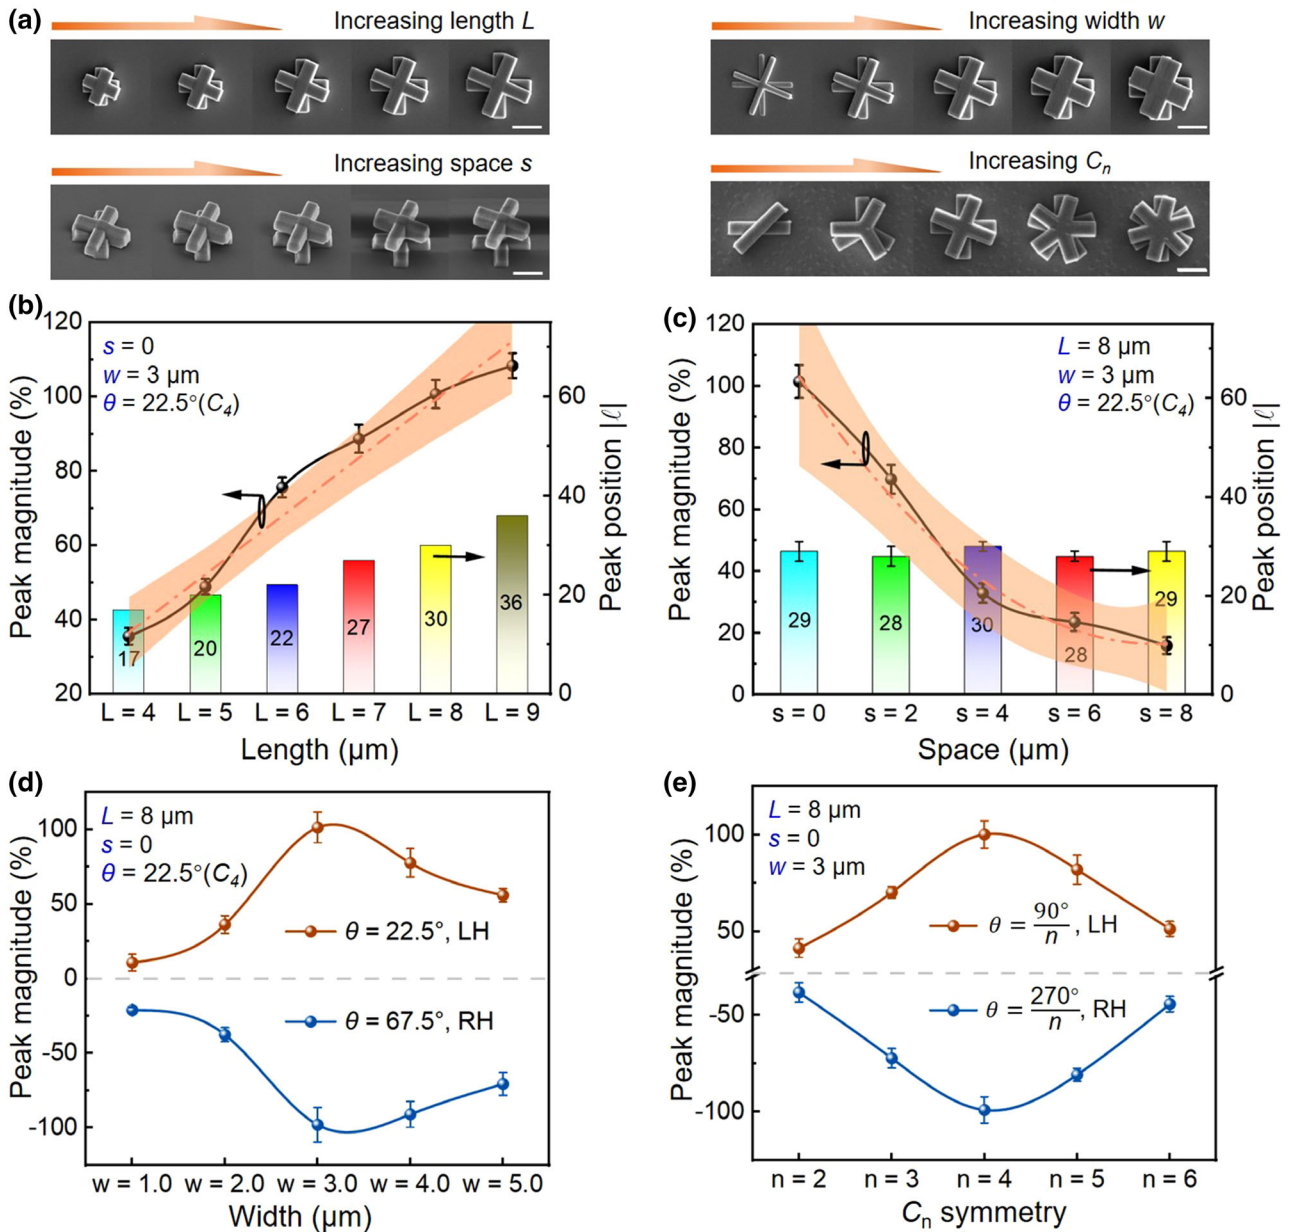 (a)
Increasing length L
Increasing width w
Increasing space s
Increasing Cn
(b)
120
100
80
60
40
20
Peak magnitude (%)
s = 0
w = 3 μm
θ = 22.5°(C4)
17
20
22
27
30
36
60
40
20
0
Peak position |ℓ|
L = 4 L = 5 L = 6 L = 7 L = 8 L = 9
Length (μm)
(c)
120
100
80
60
40
20
0
Peak magnitude (%)
L = 8 μm
w = 3 μm
θ = 22.5°(C4)
29
28
30
28
29
60
40
20
0
Peak position |ℓ|
s = 0 s = 2 s = 4 s = 6 s = 8
Space (μm)
(d)
100
50
0
-50
-100
Peak magnitude (%)
L = 8 μm
s = 0
θ = 22.5°(C4)
θ = 22.5°, LH
θ = 67.5°, RH
w = 1.0 w = 2.0 w = 3.0 w = 4.0 w = 5.0
Width (μm)
(e)
100
50
-50
-100
Peak magnitude (%)
L = 8 μm
s = 0
w = 3 μm
θ = 90°/n, LH
θ = 270°/n, RH
n = 2 n = 3 n = 4 n = 5 n = 6
Cn symmetry